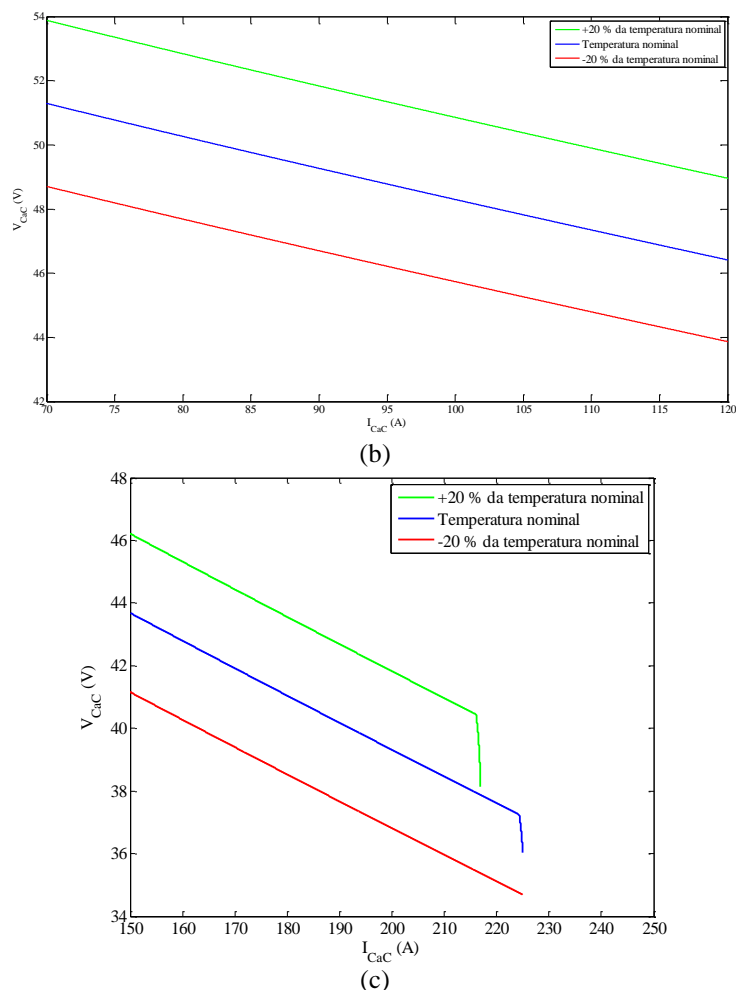 54
52
50
48
46
44
42
V_CaC (V)
+20 % da temperatura nominal
Temperatura nominal
-20 % da temperatura nominal
70 75 80 85 90 95 100 105 110 115 120
I_CaC (A)
(b)
48
46
44
42
40
38
36
34
V_CaC (V)
+20 % da temperatura nominal
Temperatura nominal
-20 % da temperatura nominal
150 160 170 180 190 200 210 220 230 240 250
I_CaC (A)
(c)